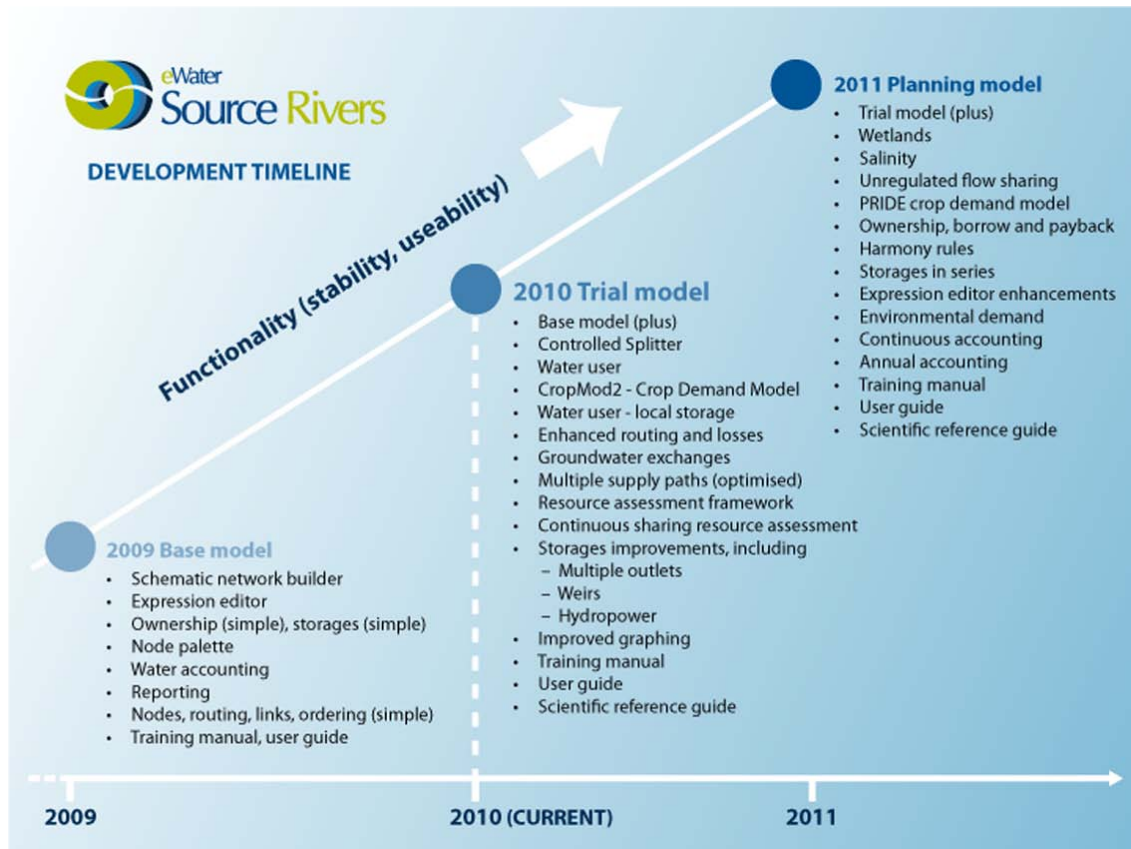 eWater
Source Rivers
DEVELOPMENT TIMELINE
Functionality (stability, useability)
2011 Planning model
• Trial model (plus)
• Wetlands
• Salinity
• Unregulated flow sharing
• PRIDE crop demand model
• Ownership, borrow and payback
• Harmony rules
• Storages in series
• Expression editor enhancements
• Environmental demand
• Continuous accounting
• Annual accounting
• Training manual
• User guide
• Scientific reference guide
2010 Trial model
• Base model (plus)
• Controlled Splitter
• Water user
• CropMod2 - Crop Demand Model
• Water user - local storage
• Enhanced routing and losses
• Groundwater exchanges
• Multiple supply paths (optimised)
• Resource assessment framework
• Continuous sharing resource assessment
• Storages improvements, including
– Multiple outlets
– Weirs
– Hydropower
• Improved graphing
• Training manual
• User guide
• Scientific reference guide
2009 Base model
• Schematic network builder
• Expression editor
• Ownership (simple), storages (simple)
• Node palette
• Water accounting
• Reporting
• Nodes, routing, links, ordering (simple)
• Training manual, user guide
2009
2010 (CURRENT)
2011